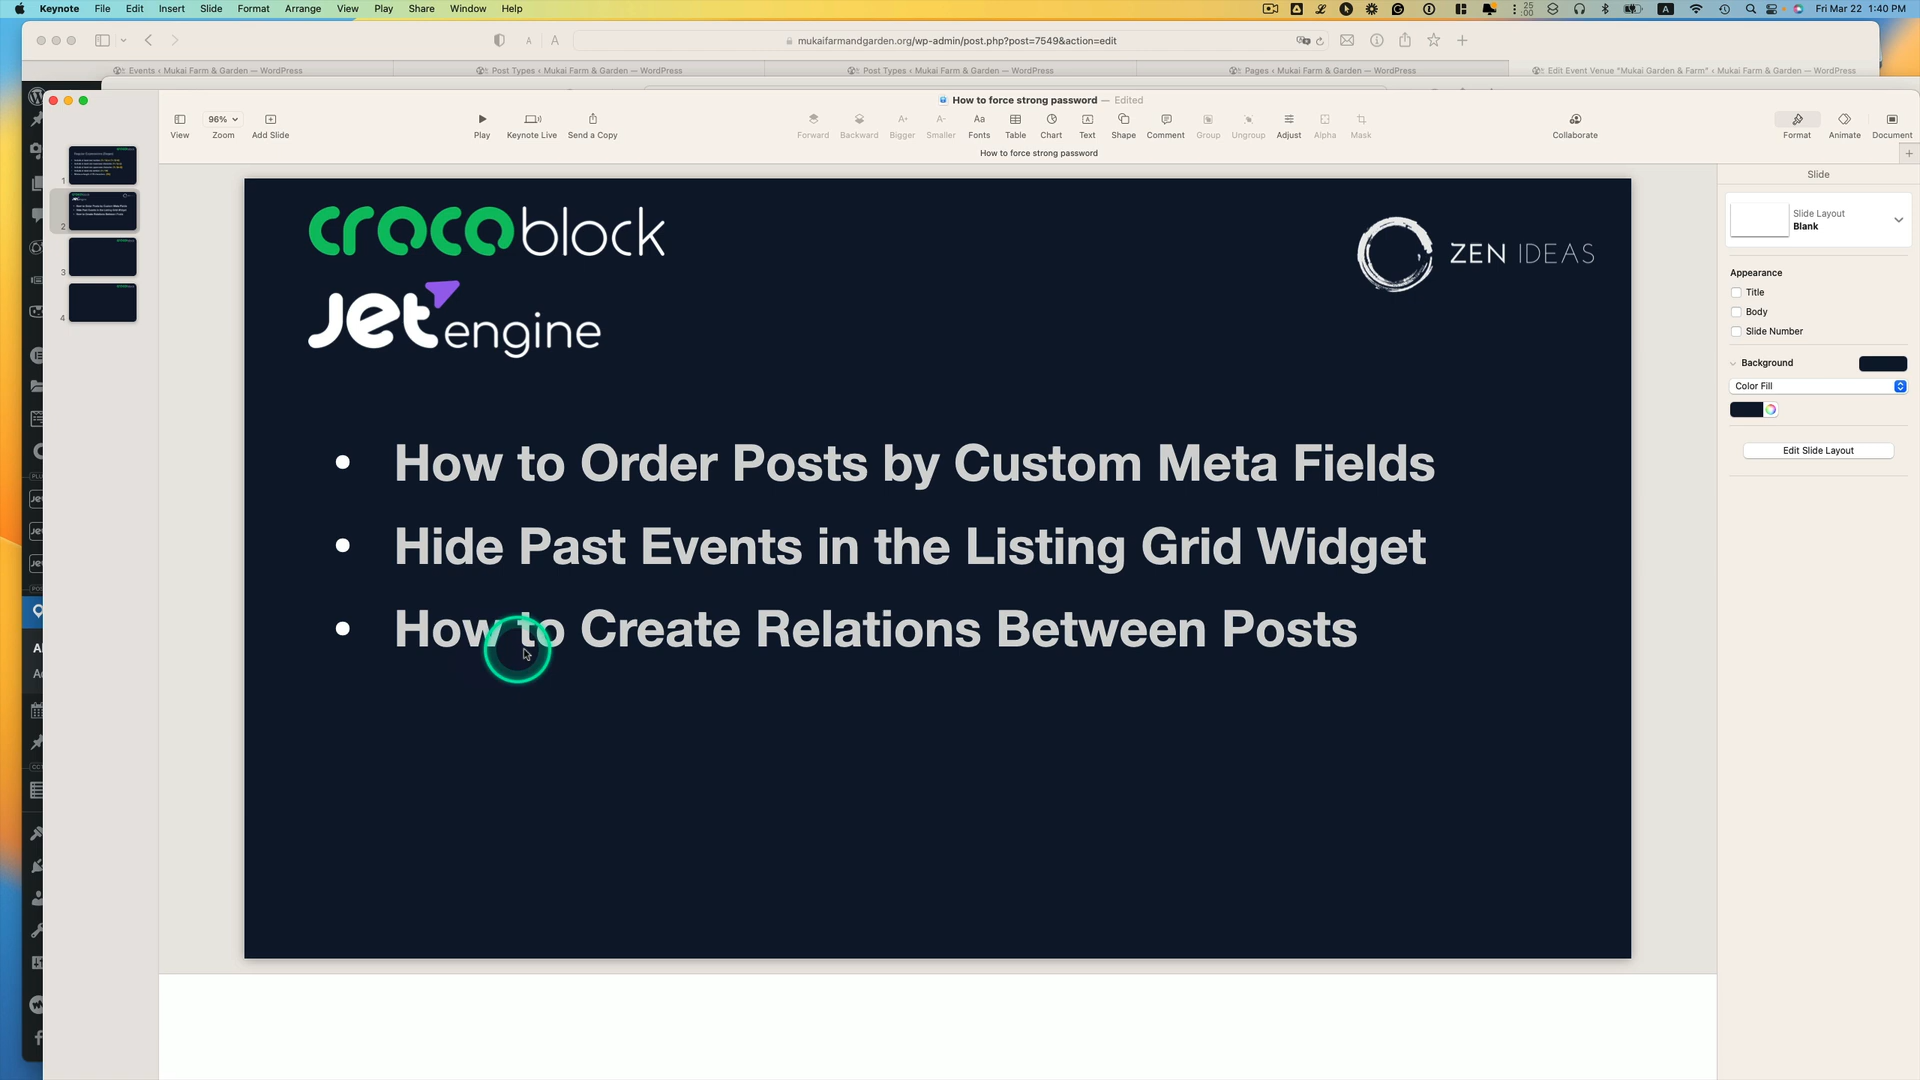 Keynote File Edit Insert Slide Format Arrange View Play Share Window Help
25
:00
A
Fri Mar 22 1:40 PM
A A mukaifarmandgarden.org/wp-admin/post.php?post=7549&action=edit
Events ‹ Mukai Farm & Garden — WordPress
Post Types ‹ Mukai Farm & Garden — WordPress
Post Types ‹ Mukai Farm & Garden — WordPress
Pages ‹ Mukai Farm & Garden — WordPress
Edit Event Venue "Mukai Garden & Farm" ‹ Mukai Farm & Garden — WordPress
How to force strong password — Edited
96%
View Zoom Add Slide Play Keynote Live Send a Copy Forward Backward Bigger Smaller Fonts Table Chart Text Shape Comment Group Ungroup Adjust Alpha Mask Collaborate Format Animate Document
How to force strong password
1
2
3
4
crocoblock
Jetengine
ZEN IDEAS
• How to Order Posts by Custom Meta Fields
• Hide Past Events in the Listing Grid Widget
• How to Create Relations Between Posts
Slide
Slide Layout
Blank
Appearance
Title
Body
Slide Number
Background
Color Fill
Edit Slide Layout